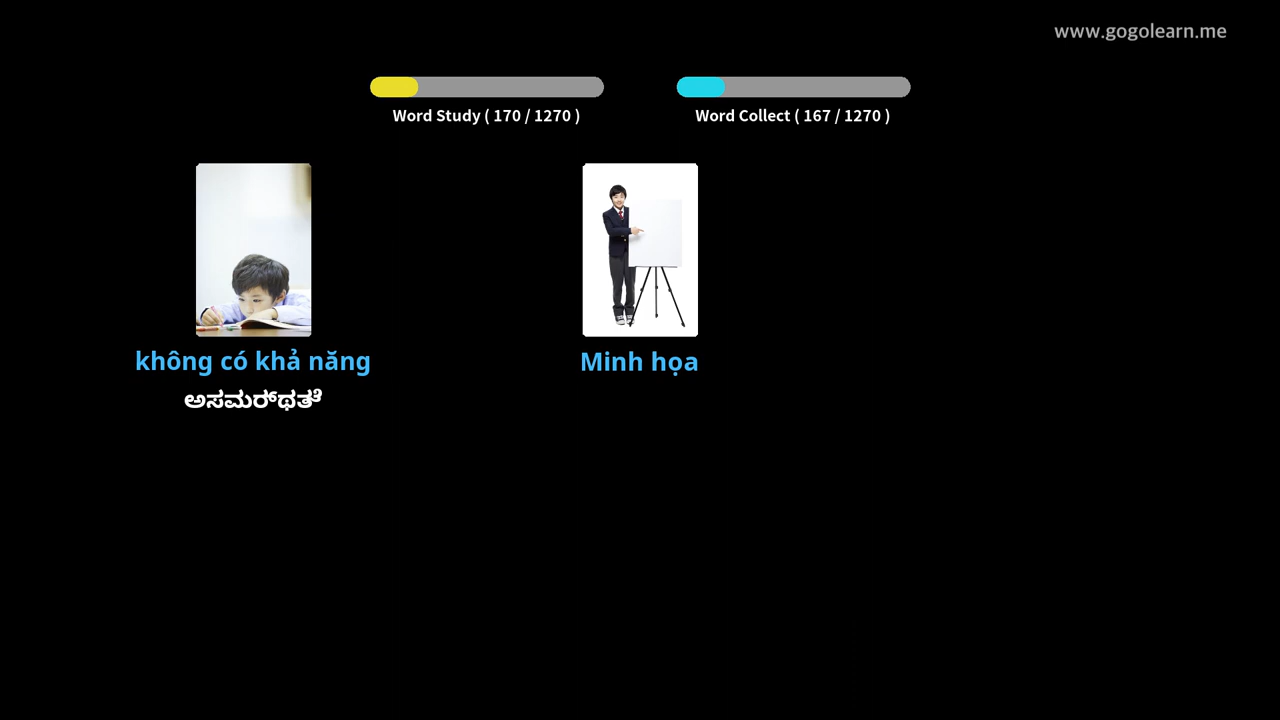 www.gogolearn.me
Word Study ( 170 / 1270 )
Word Collect ( 167 / 1270 )
không có khả năng
Minh họa
ಅಸಮರ್ಥತೆ